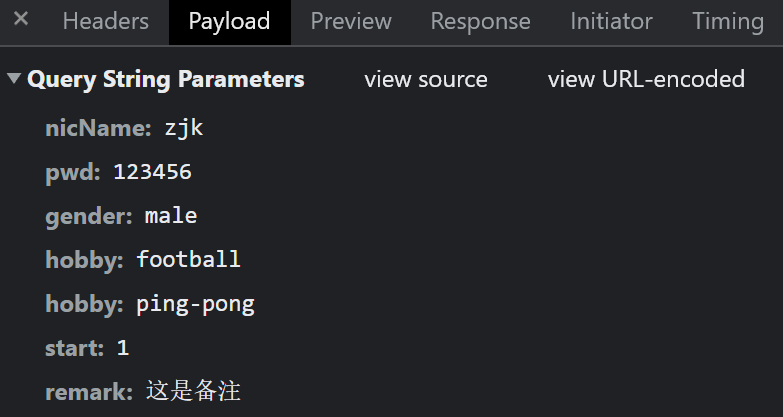 × Headers Payload Preview Response Initiator Timing
▼ Query String Parameters view source view URL-encoded
nicName: zjk
pwd: 123456
gender: male
hobby: football
hobby: ping-pong
start: 1
remark: 这是备注